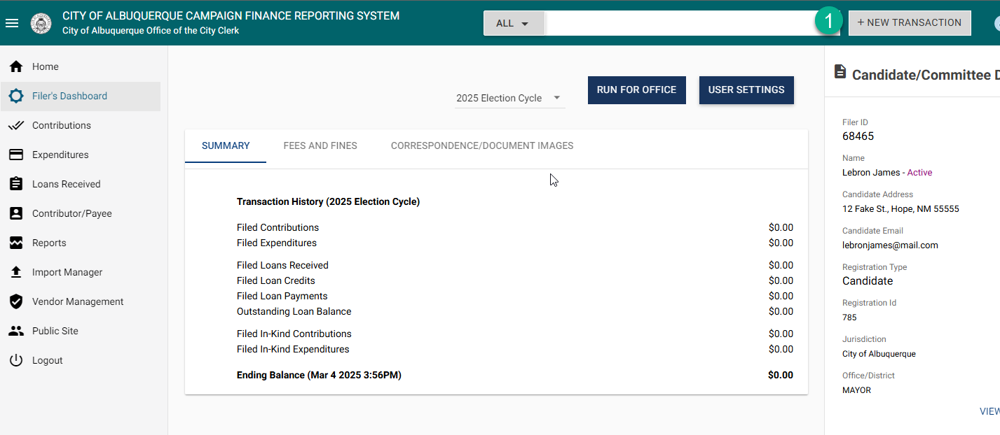 CITY OF ALBUQUERQUE CAMPAIGN FINANCE REPORTING SYSTEM
City of Albuquerque Office of the City Clerk
ALL
1
+ NEW TRANSACTION
Home
Filer's Dashboard
Contributions
Expenditures
Loans Received
Contributor/Payee
Reports
Import Manager
Vendor Management
Public Site
Logout
2025 Election Cycle
RUN FOR OFFICE
USER SETTINGS
SUMMARY FEES AND FINES CORRESPONDENCE/DOCUMENT IMAGES
Transaction History (2025 Election Cycle)
Filed Contributions $0.00
Filed Expenditures $0.00
Filed Loans Received $0.00
Filed Loan Credits $0.00
Filed Loan Payments $0.00
Outstanding Loan Balance $0.00
Filed In-Kind Contributions $0.00
Filed In-Kind Expenditures $0.00
Ending Balance (Mar 4 2025 3:56PM) $0.00
Candidate/Committee D
Filer ID
68465
Name
Lebron James - Active
Candidate Address
12 Fake St., Hope, NM 55555
Candidate Email
lebronjames@mail.com
Registration Type
Candidate
Registration Id
785
Jurisdiction
City of Albuquerque
Office/District
MAYOR
VIEW